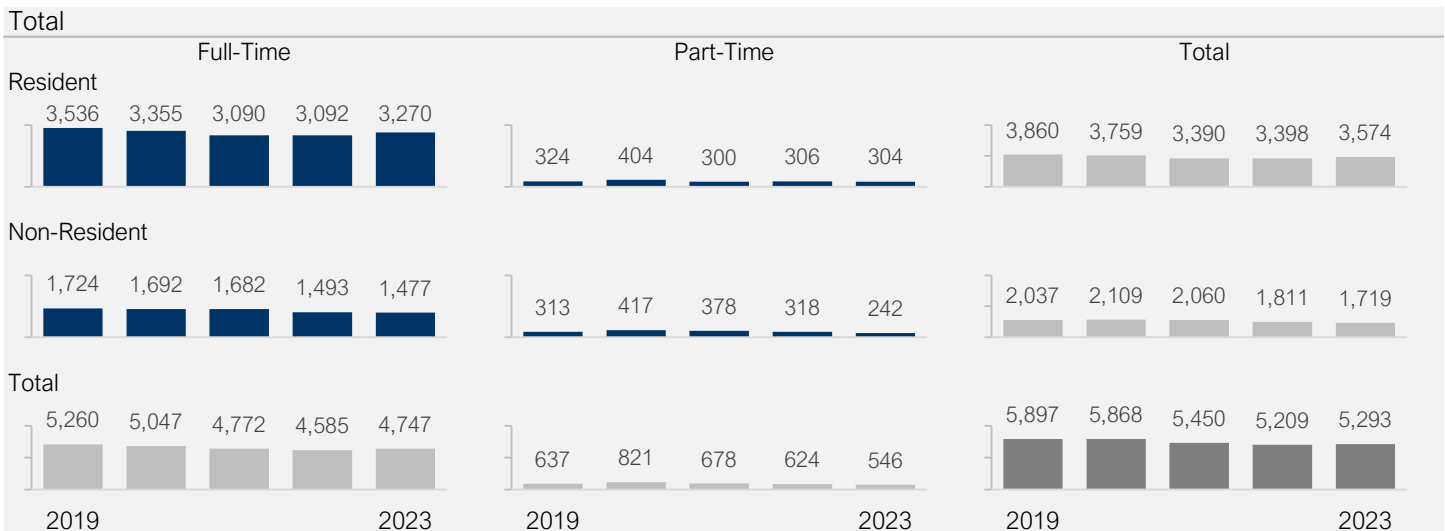 Total
Full-Time Part-Time Total
Resident
3,536 3,355 3,090 3,092 3,270 324 404 300 306 304 3,860 3,759 3,390 3,398 3,574
Non-Resident
1,724 1,692 1,682 1,493 1,477 313 417 378 318 242 2,037 2,109 2,060 1,811 1,719
Total
5,260 5,047 4,772 4,585 4,747 637 821 678 624 546 5,897 5,868 5,450 5,209 5,293
2019 2023 2019 2023 2019 2023